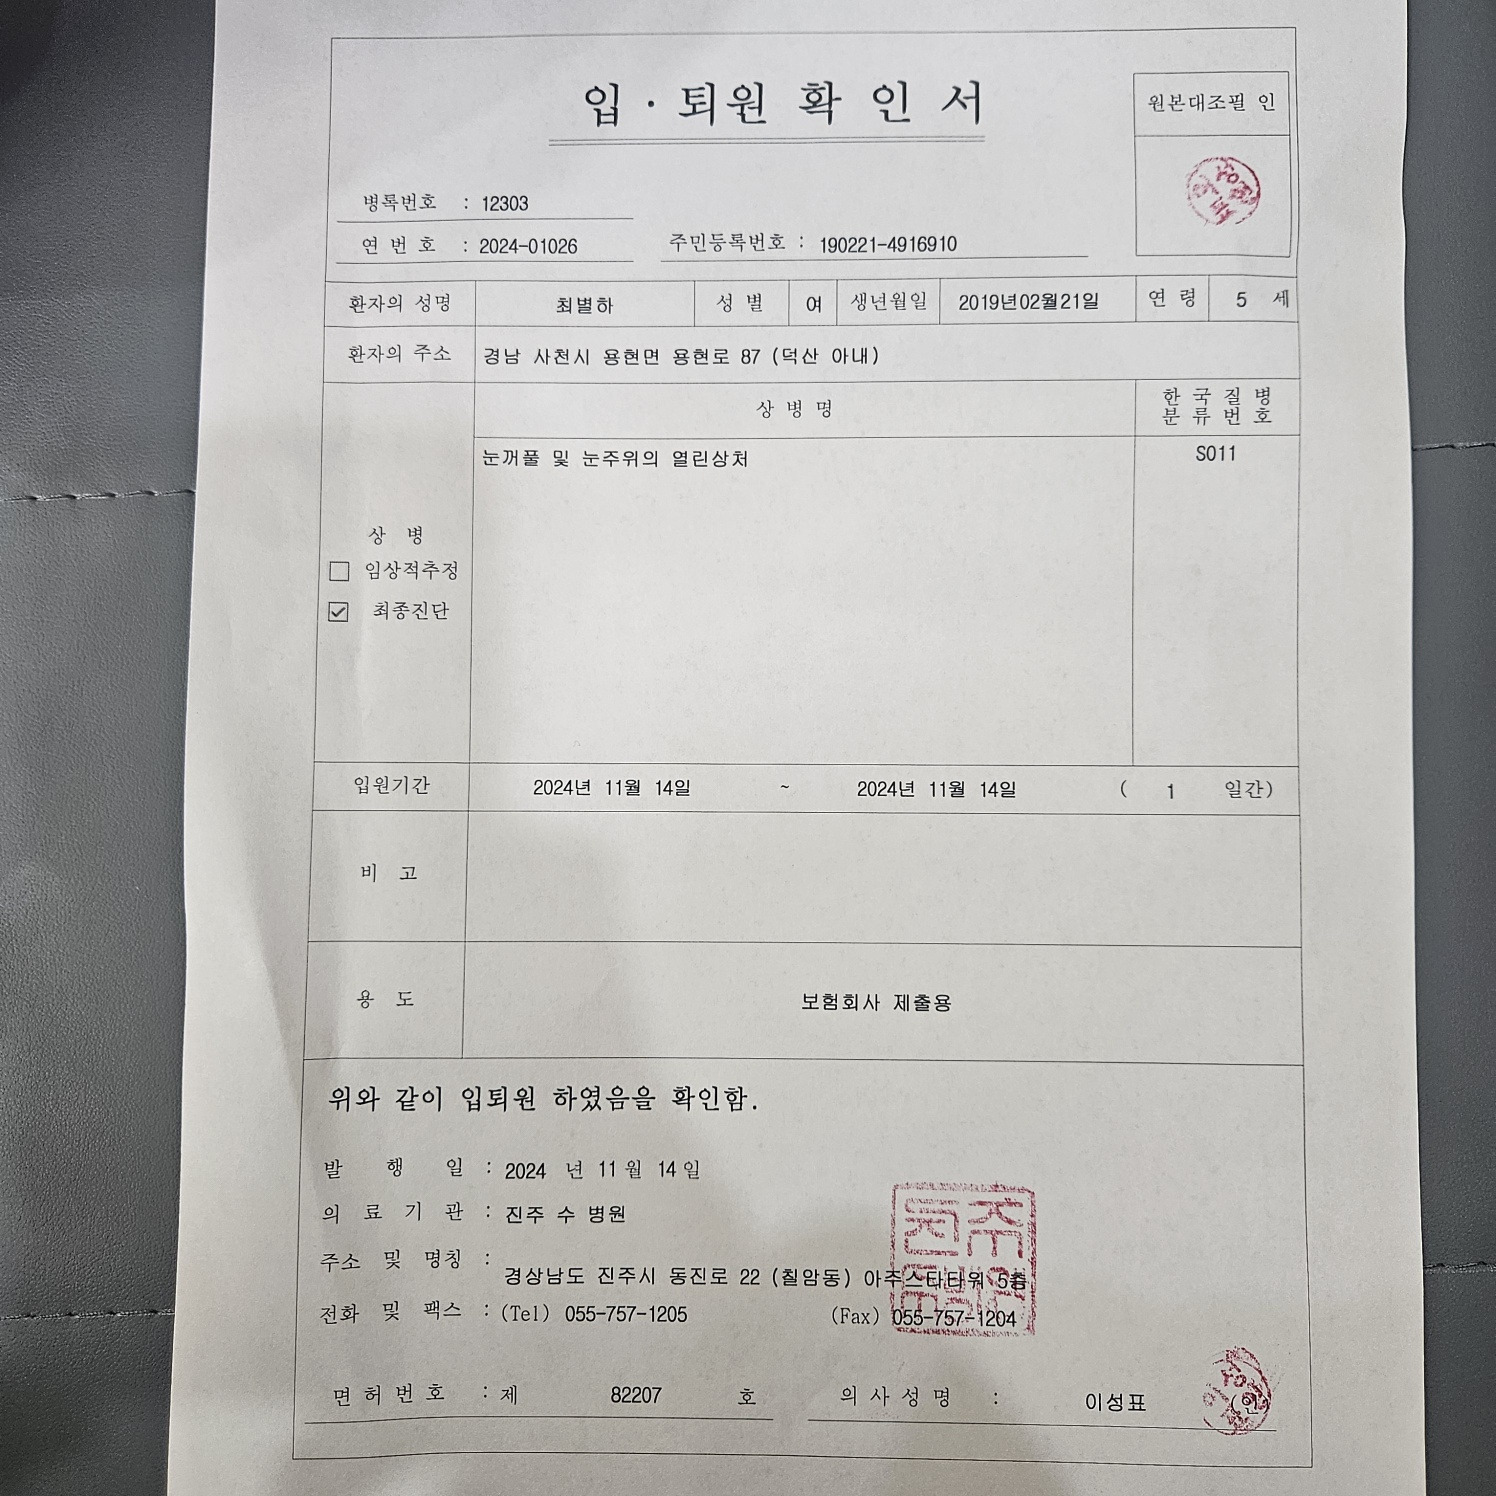 입 · 퇴원 확 인 서
원본대조필 인
병록번호 : 12303
연 번 호 : 2024-01026 주민등록번호 : 190221-4916910
환자의 성명 최별하 성 별 여 생년월일 2019년02월21일 연 령 5 세
환자의 주소 경남 사천시 용현면 용현로 87 (덕산 아내)
상 병 명 한 국 질 병
분 류 번 호
눈꺼풀 및 눈주위의 열린상처 S011
상 병
☐ 임상적추정
☑ 최종진단
입원기간 2024년 11월 14일 ~ 2024년 11월 14일 ( 1 일간)
비 고
용 도 보험회사 제출용
위와 같이 입퇴원 하였음을 확인함.
발 행 일 : 2024 년 11 월 14 일
의 료 기 관 : 진주 수 병원
주소 및 명칭 :
경상남도 진주시 동진로 22 (칠암동) 아주스타타워 5층
전화 및 팩스 : (Tel) 055-757-1205 (Fax) 055-757-1204
면 허 번 호 : 제 82207 호 의 사 성 명 : 이성표 (인)